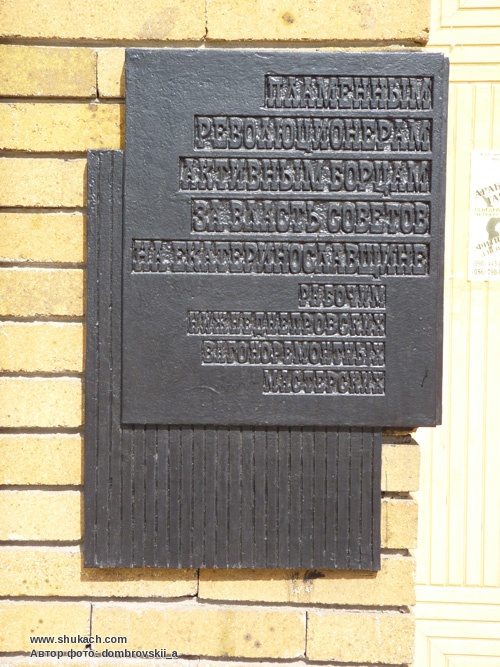 ПЛАМЕННЫМ
РЕВОЛЮЦИОНЕРАМ
АКТИВНЫМ БОРЦАМ
ЗА ВЛАСТЬ СОВЕТОВ
НА ЕКАТЕРИНОСЛАВЩИНЕ
РАБОЧИМ
НИЖНЕДНЕПРОВСКИХ
ВАГОНОРЕМОНТНЫХ
МАСТЕРСКИХ
www.shukach.com
Автор фото: dombrovskii_a